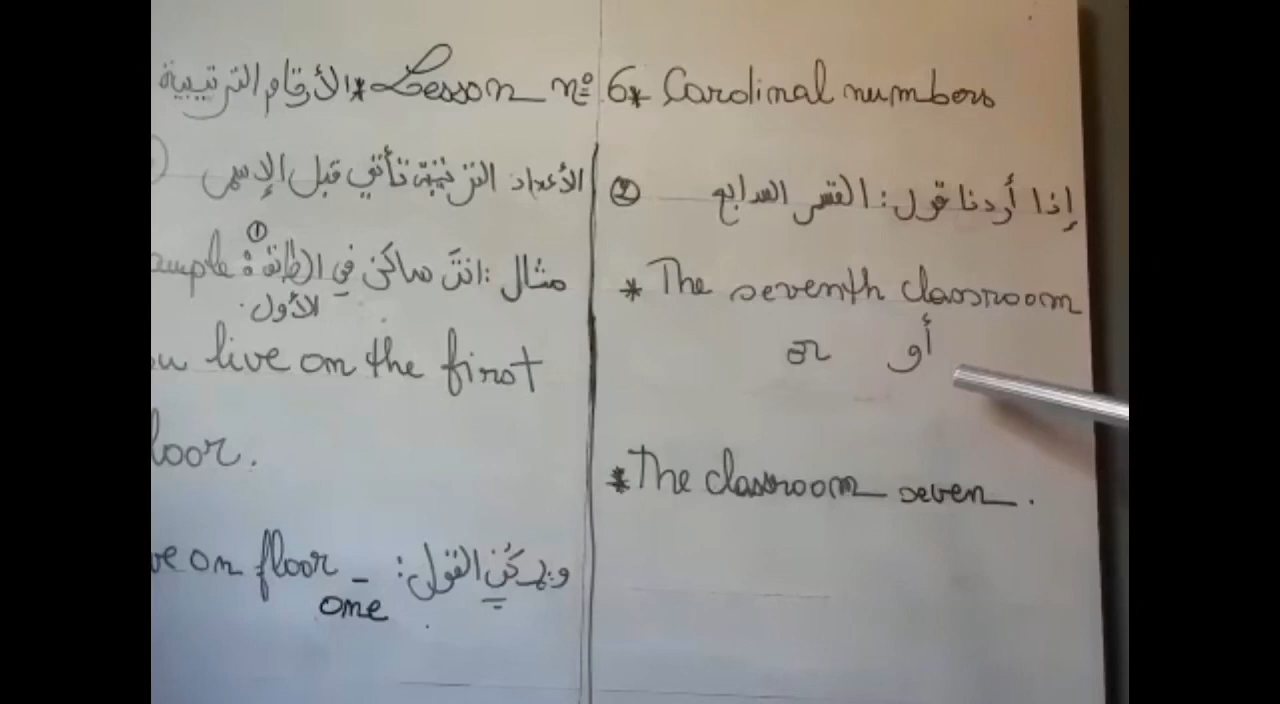 الأرقام الترتيبية * Lesson nº 6 * Cardinal numbers
الأعداد الترتيبية تأتي قبل الإسم
مثال: انتَ ساكن في الطابق
الأول.
live on the first
loor.
ويمكن القول:
ve on floor
one
② إذا أردنا قول: القسم السابع
* The seventh classroom
or أو
* The classroom seven.